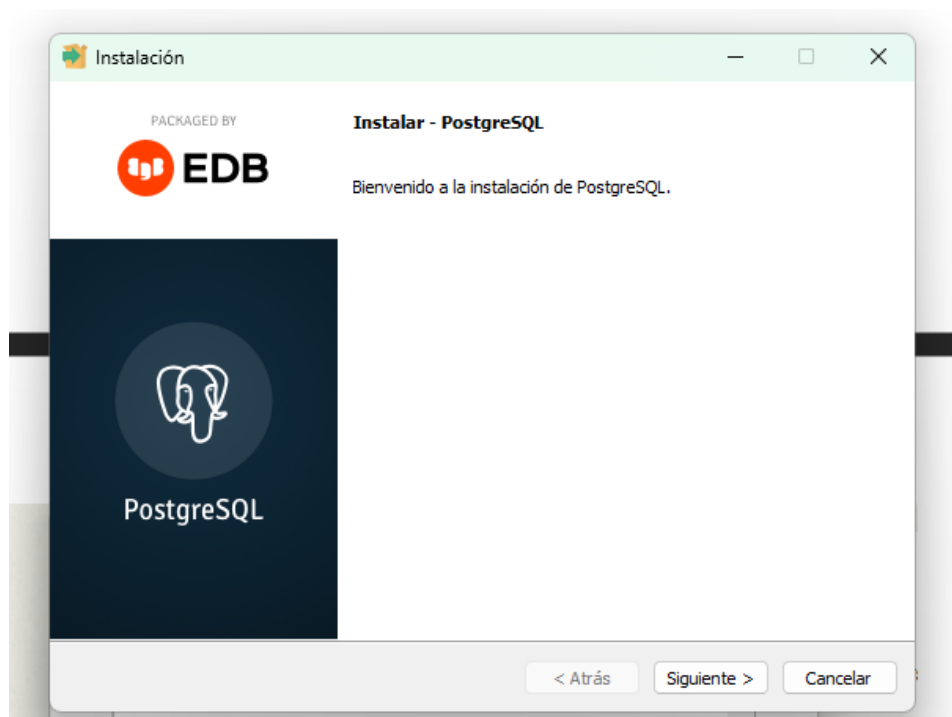 Instalación
PACKAGED BY
EDB
Instalar - PostgreSQL
Bienvenido a la instalación de PostgreSQL.
PostgreSQL
< Atrás
Siguiente >
Cancelar